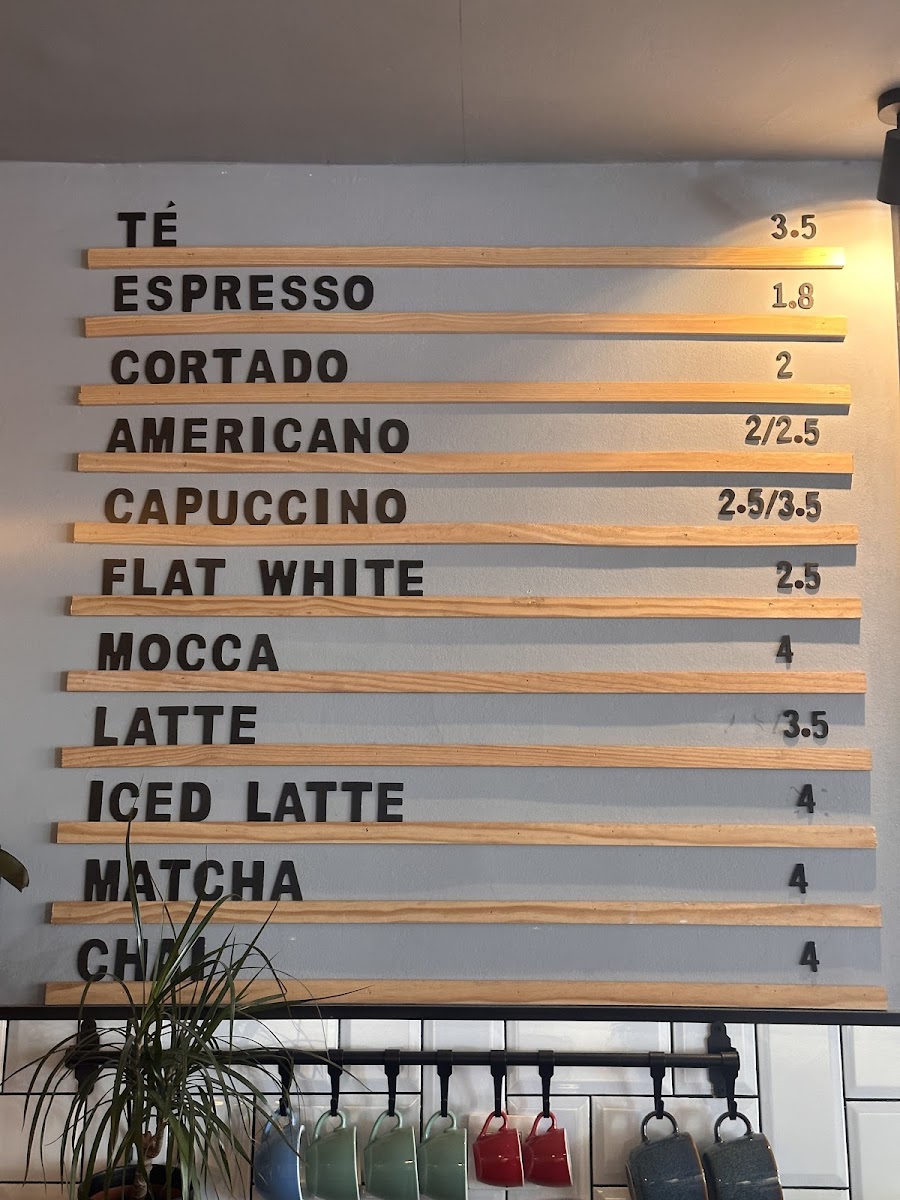 TÉ 3.5
ESPRESSO 1.8
CORTADO 2
AMERICANO 2/2.5
CAPUCCINO 2.5/3.5
FLAT WHITE 2.5
MOCCA 4
LATTE 3.5
ICED LATTE 4
MATCHA 4
CHAI 4